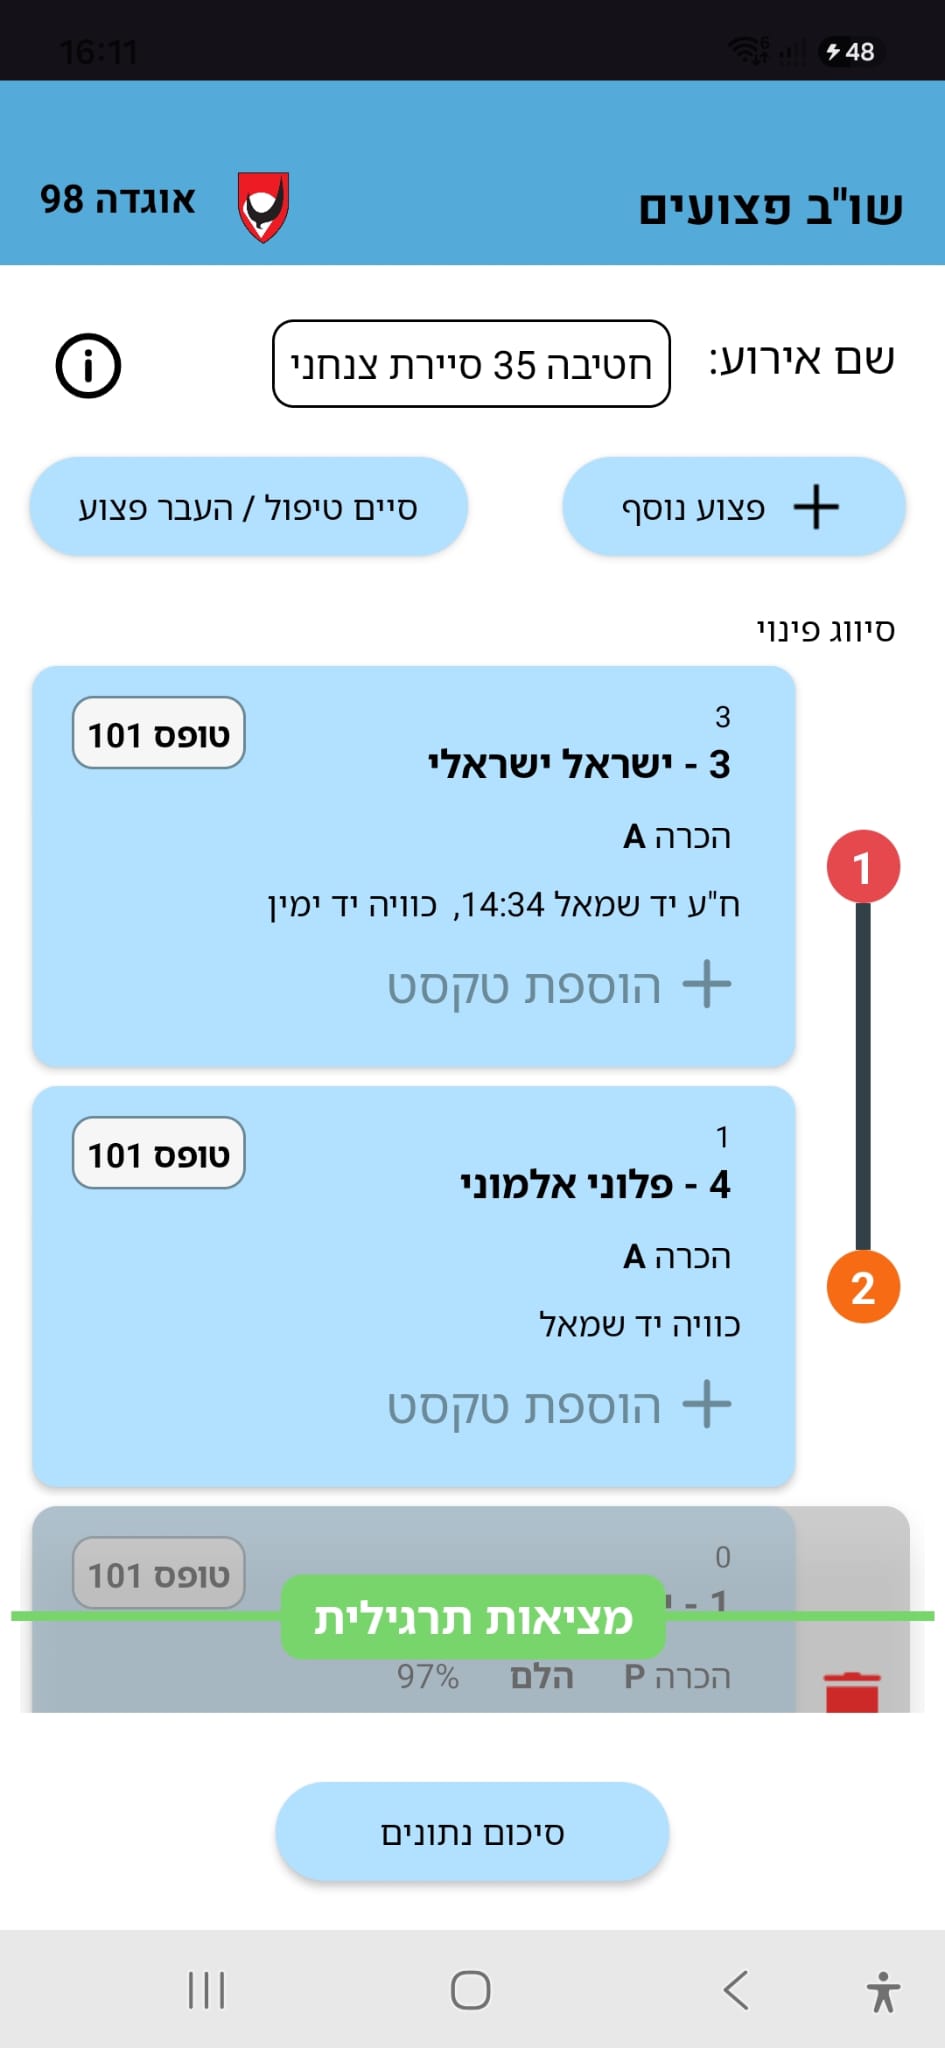 16:11
6
48
שו"ב פצועים
אוגדה 98
שם אירוע:
חטיבה 35 סיירת צנחני
פצוע נוסף
סיים טיפול / העבר פצוע
סיווג פינוי
3
טופס 101
3 - ישראל ישראלי
הכרה A
1
ח"ע יד שמאל 14:34, כוויה יד ימין
הוספת טקסט
1
טופס 101
4 - פלוני אלמוני
הכרה A
2
כוויה יד שמאל
הוספת טקסט
0
טופס 101
1 -
מציאות תרגילית
הכרה P הלם 97%
סיכום נתונים